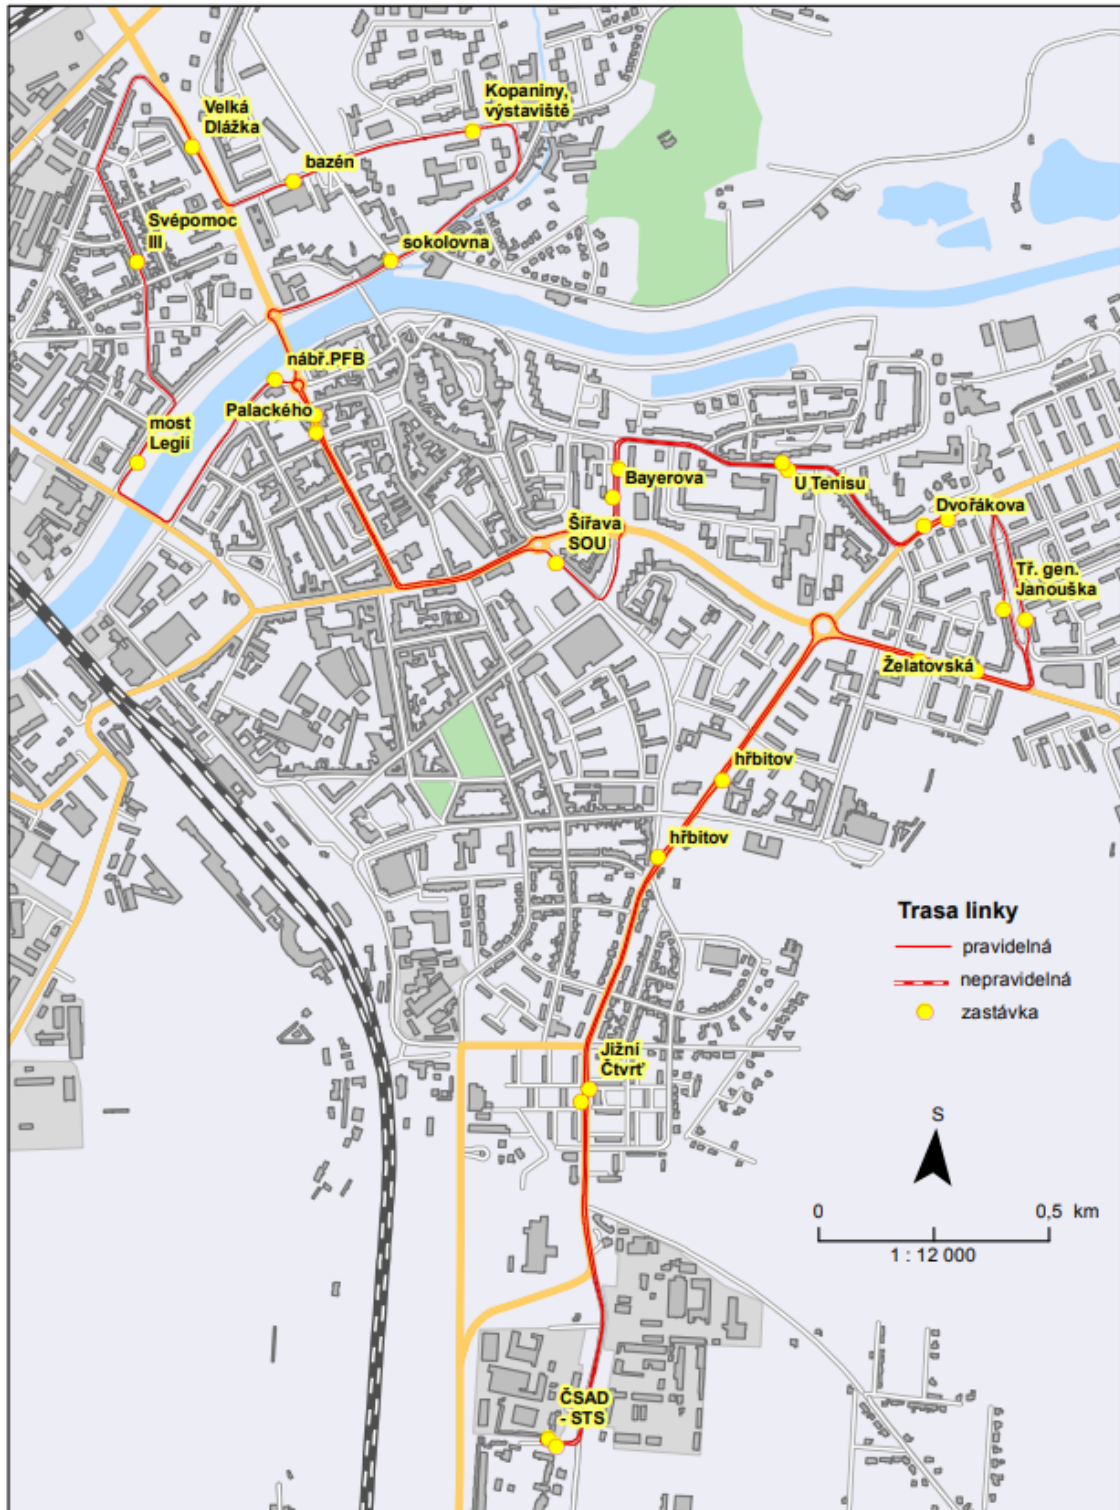 Kopaniny,
výstaviště
Velká
Dlážka
bazén
Svépomoc
III
sokolovna
nábř.PFB
Palackého
most
Legií
Bayerova
U Tenisu
Dvořákova
Šířava
SOU
Tř. gen.
Janouška
Želatovská
hřbitov
hřbitov
Trasa linky
pravidelná
nepravidelná
zastávka
Jižní
Čtvrť
S
0 0,5 km
1 : 12 000
ČSAD
- STS